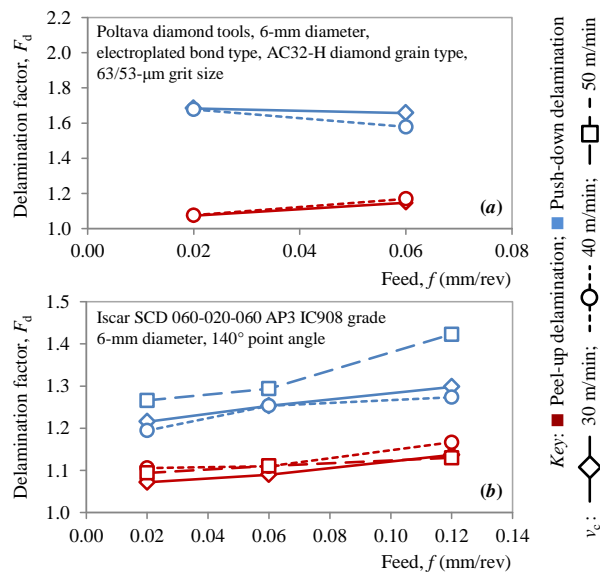 Delamination factor, F_d
2.2
2.0
1.8
1.6
1.4
1.2
1.0
Poltava diamond tools, 6-mm diameter,
electroplated bond type, AC32-H diamond grain type,
63/53-μm grit size
(a)
0.00 0.02 0.04 0.06 0.08
Feed, f (mm/rev)
Delamination factor, F_d
1.5
1.4
1.3
1.2
1.1
1.0
Iscar SCD 060-020-060 AP3 IC908 grade
6-mm diameter, 140° point angle
(b)
0.00 0.02 0.04 0.06 0.08 0.10 0.12 0.14
Feed, f (mm/rev)
Key: Peel-up delamination; Push-down delamination
v_c : 30 m/min; 40 m/min; 50 m/min